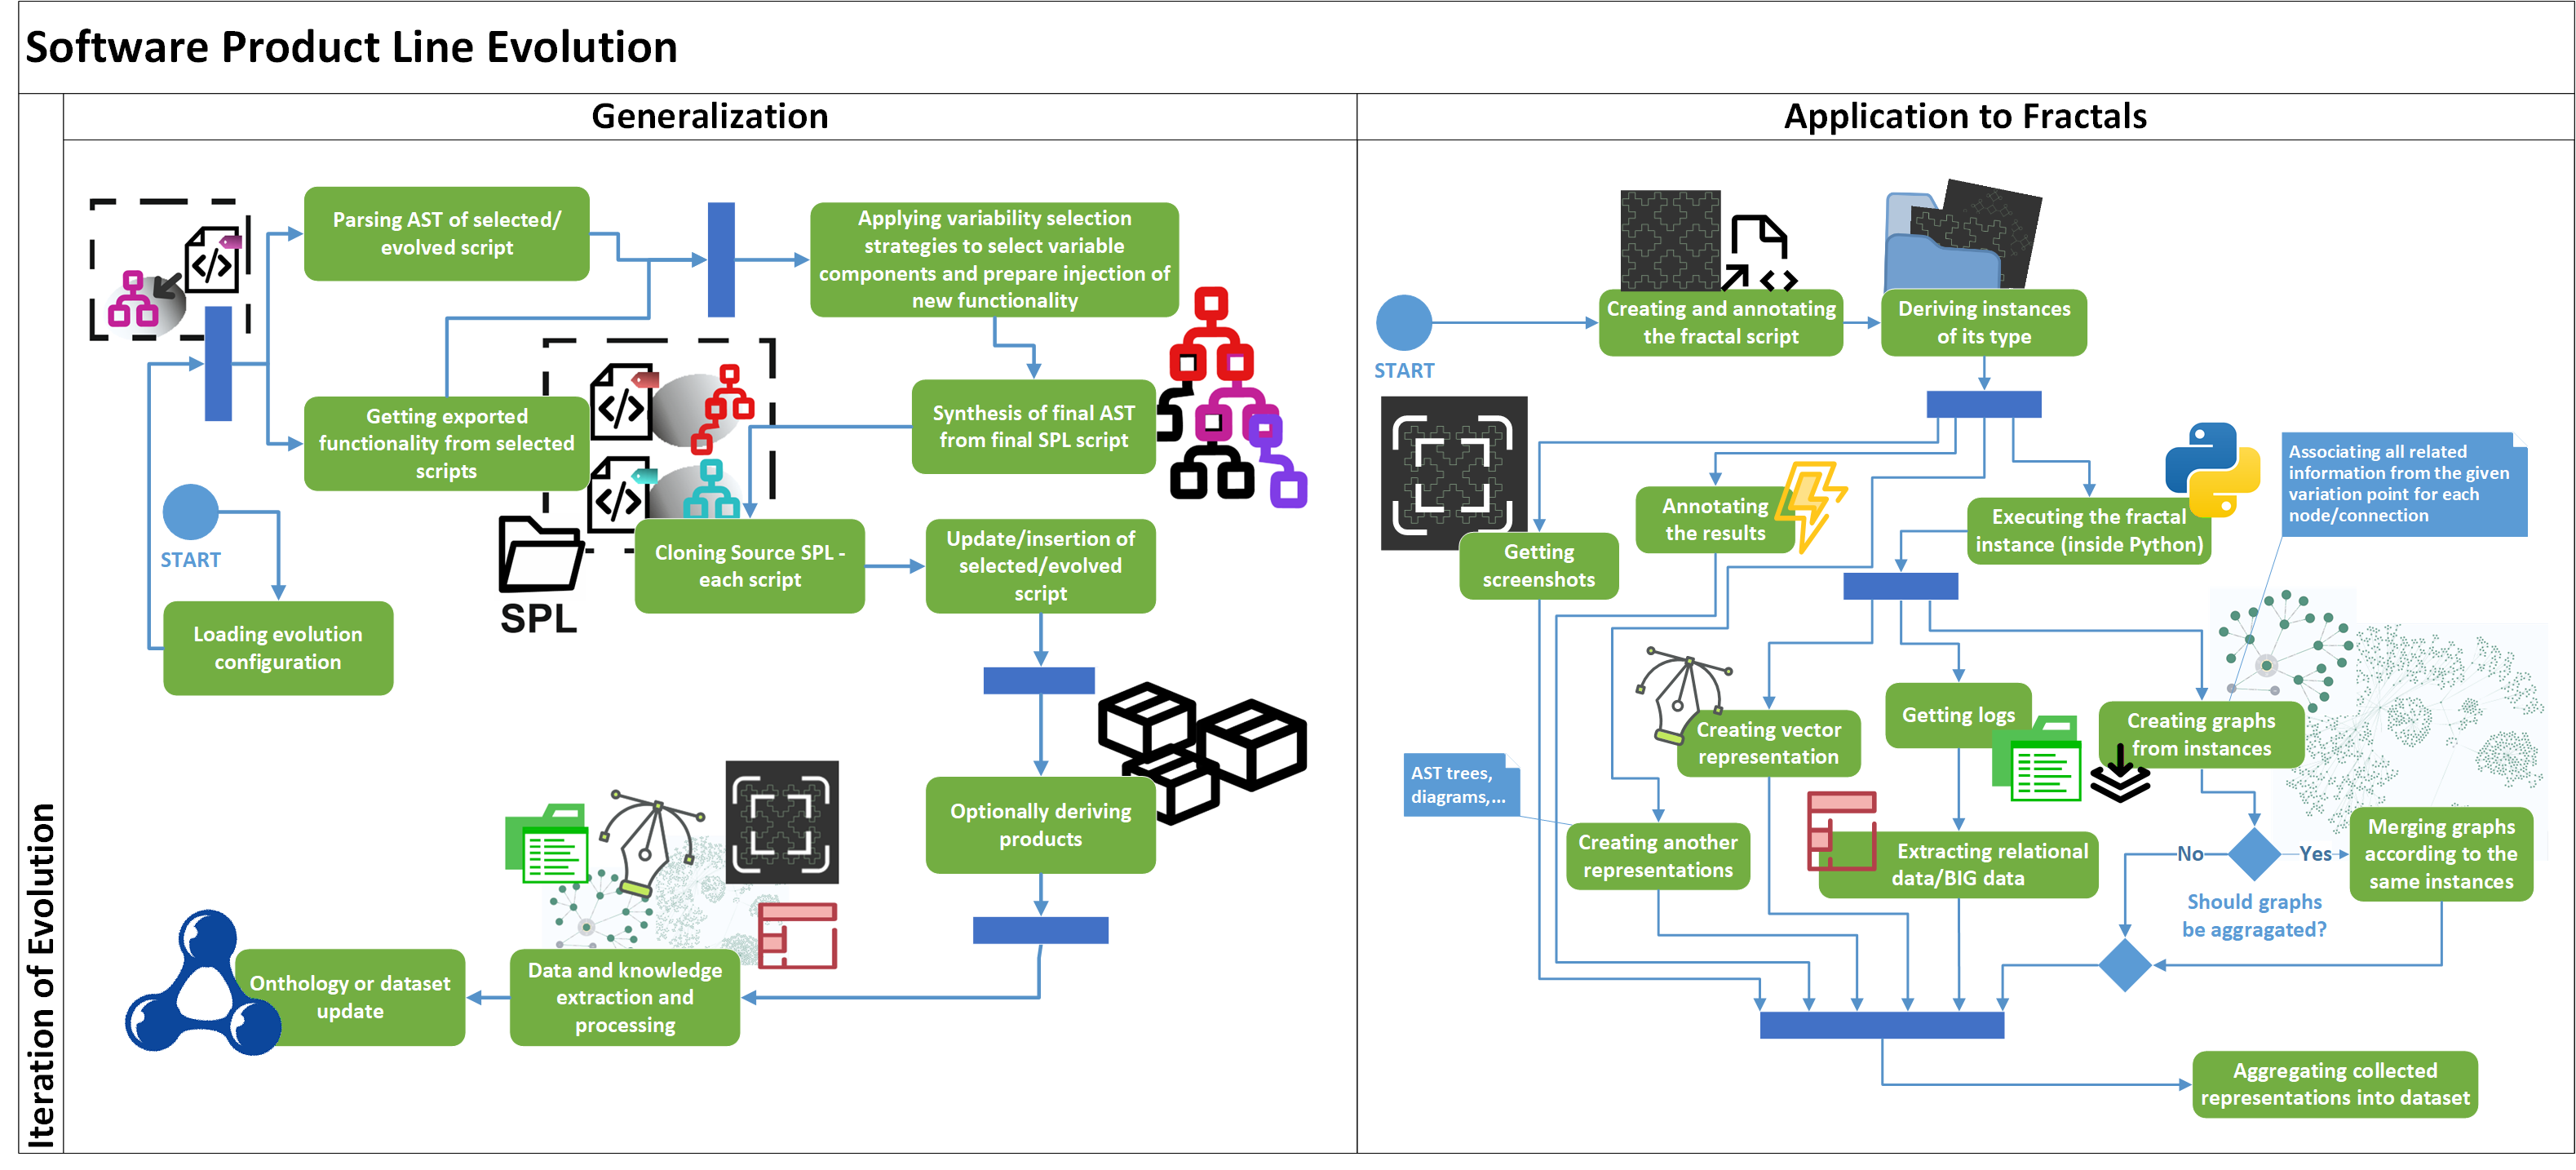 Software Product Line Evolution
Generalization
Application to Fractals
Iteration of Evolution
Parsing AST of selected/
evolved script
Applying variability selection
strategies to select variable
components and prepare injection of
new functionality
Getting exported
functionality from selected
scripts
Synthesis of final AST
from final SPL script
START
Loading evolution
configuration
SPL
Cloning Source SPL -
each script
Update/insertion of
selected/evolved
script
Optionally deriving
products
Data and knowledge
extraction and
processing
Onthology or dataset
update
START
Creating and annotating
the fractal script
Deriving instances
of its type
Getting
screenshots
Annotating
the results
Executing the fractal
instance (inside Python)
Associating all related
information from the given
variation point for each
node/connection
Creating vector
representation
Getting logs
Creating graphs
from instances
AST trees,
diagrams,...
Creating another
representations
Extracting relational
data/BIG data
No
Yes
Should graphs
be aggragated?
Merging graphs
according to the
same instances
Aggregating collected
representations into dataset